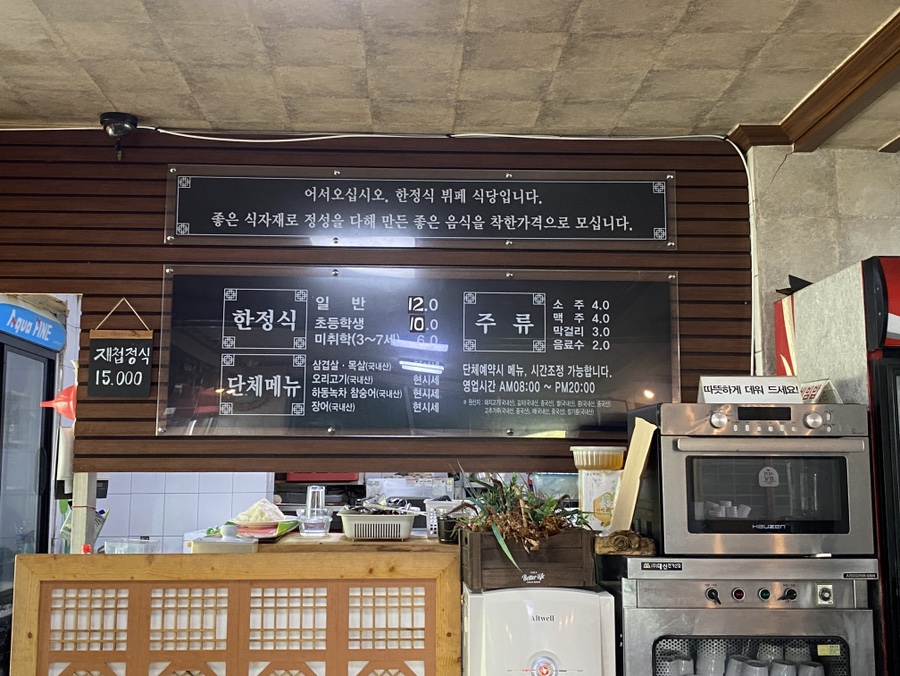 어서오십시오. 한정식 뷔페 식당입니다.
좋은 식자재로 정성을 다해 만든 좋은 음식을 착한가격으로 모십니다.
한정식
일 반 12.0
초등학생 10.0
미취학(3~7세) 6.0
주 류
소 주 4.0
맥 주 4.0
막걸리 3.0
음료수 2.0
단체메뉴
삼겹살 · 목살(국내산)
오리고기(국내산) 현시세
하동녹차 참숭어(국내산) 현시세
장어(국내산) 현시세
단체예약시 메뉴, 시간조정 가능합니다.
영업시간 AM08:00 ~ PM20:00
Aqua FINE
재첩정식
15.000
따뜻하게 데워 드세요!
Hauzen
Better life
Altwell